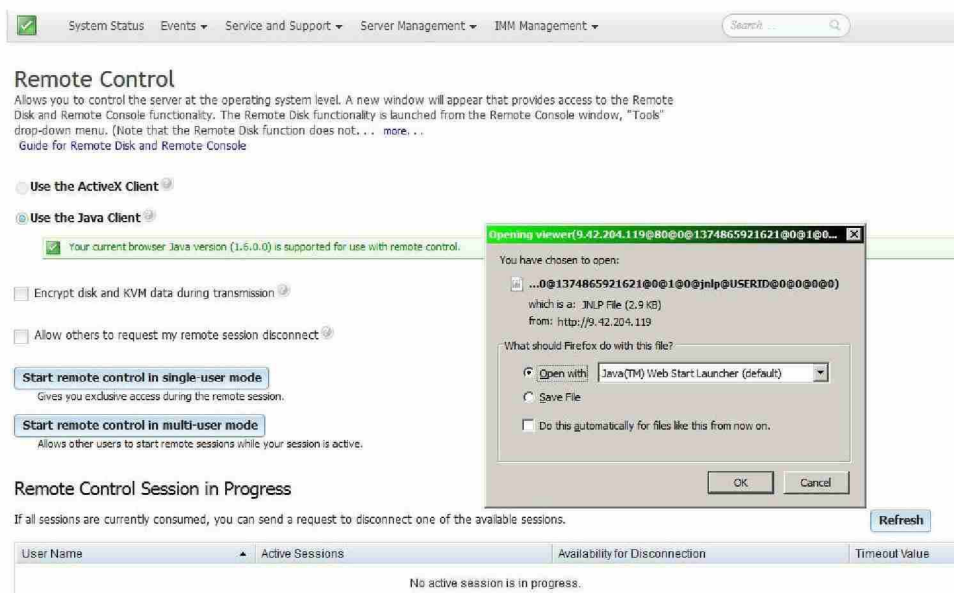 System Status Events Service and Support Server Management IMM Management Search...
Remote Control
Allows you to control the server at the operating system level. A new window will appear that provides access to the Remote
Disk and Remote Console functionality. The Remote Disk functionality is launched from the Remote Console window, "Tools"
drop-down menu. (Note that the Remote Disk function does not. . . more. . .
Guide for Remote Disk and Remote Console
Use the ActiveX Client
Use the Java Client
Your current browser Java version (1.6.0.0) is supported for use with remote control.
Encrypt disk and KVM data during transmission
Allow others to request my remote session disconnect
Start remote control in single-user mode
Gives you exclusive access during the remote session.
Start remote control in multi-user mode
Allows other users to start remote sessions while your session is active.
Opening viewer(9.42.204.119@80@0@1374865921621@0@1@0...
You have chosen to open:
...0@1374865921621@0@1@0@jnlp@USERID@0@0@0@0)
which is a: JNLP File (2.9 KB)
from: http://9.42.204.119
What should Firefox do with this file?
Open with Java(TM) Web Start Launcher (default)
Save File
Do this automatically for files like this from now on.
OK Cancel
Remote Control Session in Progress
If all sessions are currently consumed, you can send a request to disconnect one of the available sessions.
Refresh
User Name Active Sessions Availability for Disconnection Timeout Value
No active session is in progress.